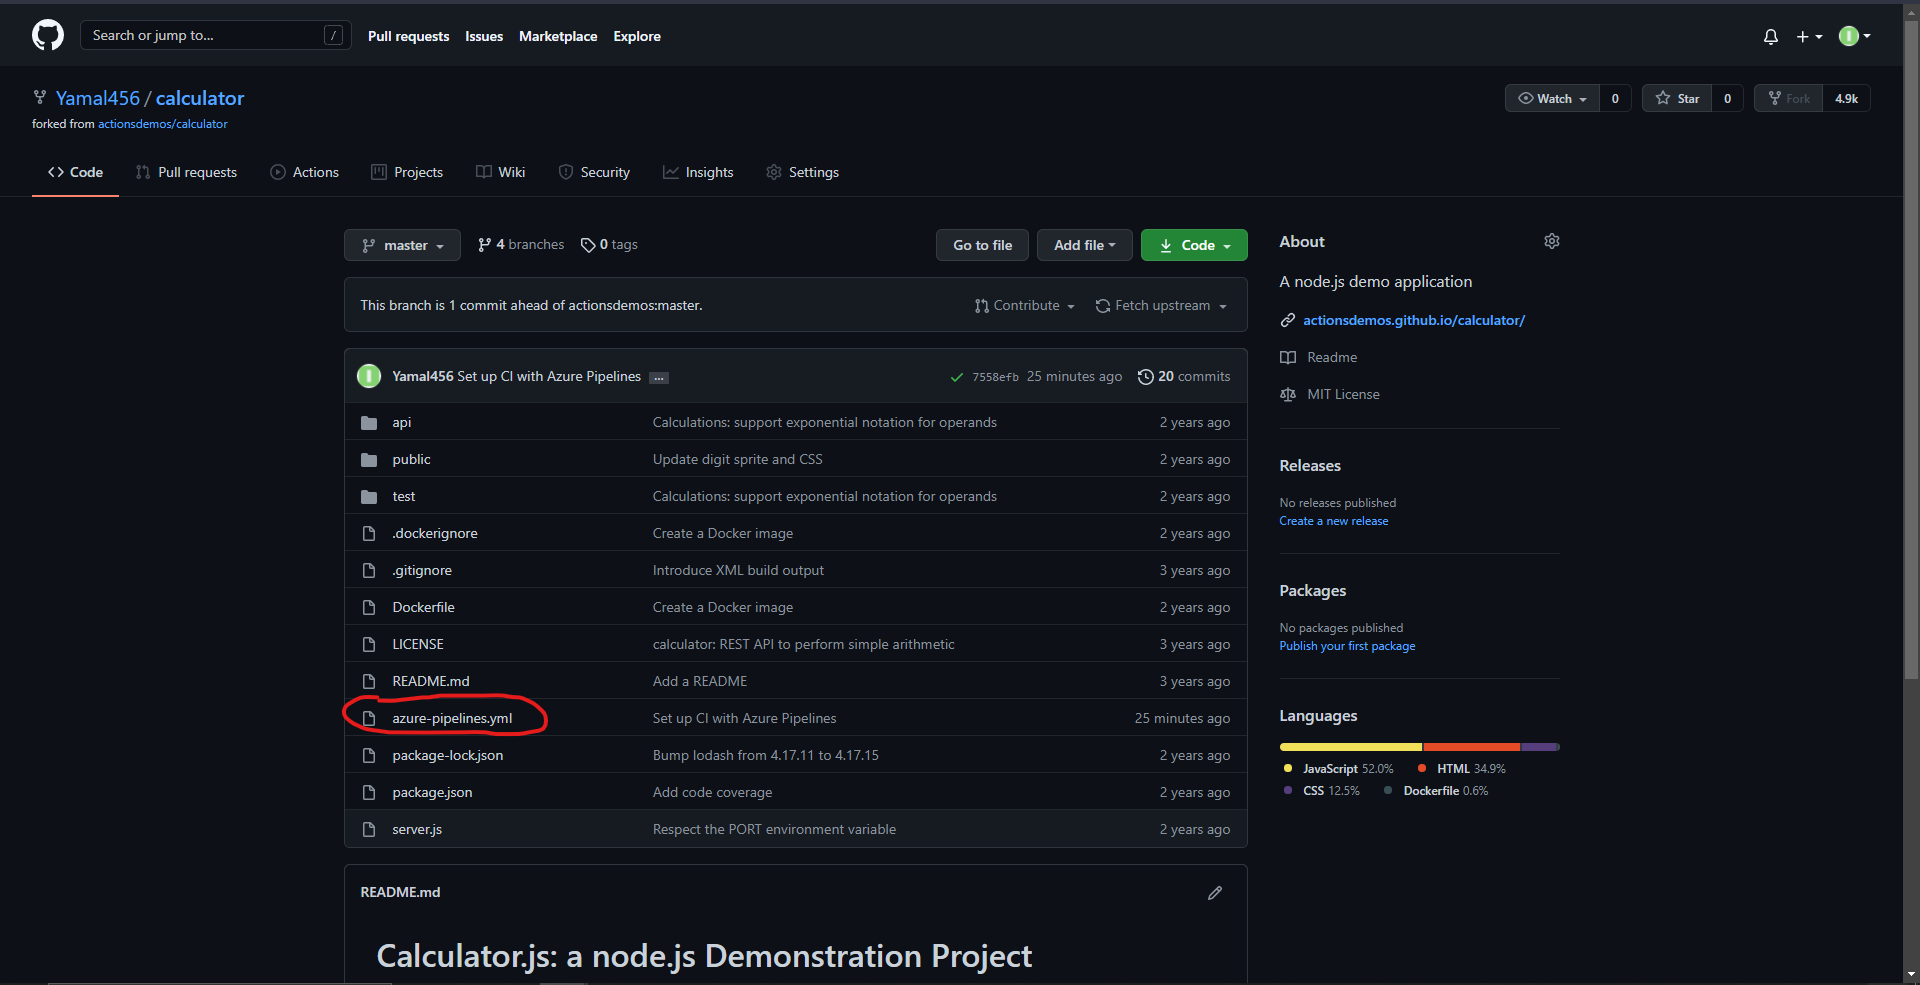 Search or jump to... /
Pull requests Issues Marketplace Explore
Yamal456 / calculator
forked from actionsdemos/calculator
Watch 0 Star 0 Fork 4.9k
Code Pull requests Actions Projects Wiki Security Insights Settings
master 4 branches 0 tags Go to file Add file Code
This branch is 1 commit ahead of actionsdemos:master. Contribute Fetch upstream
Yamal456 Set up CI with Azure Pipelines ... 7558efb 25 minutes ago 20 commits
api Calculations: support exponential notation for operands 2 years ago
public Update digit sprite and CSS 2 years ago
test Calculations: support exponential notation for operands 2 years ago
.dockerignore Create a Docker image 2 years ago
.gitignore Introduce XML build output 3 years ago
Dockerfile Create a Docker image 2 years ago
LICENSE calculator: REST API to perform simple arithmetic 3 years ago
README.md Add a README 3 years ago
azure-pipelines.yml Set up CI with Azure Pipelines 25 minutes ago
package-lock.json Bump lodash from 4.17.11 to 4.17.15 2 years ago
package.json Add code coverage 2 years ago
server.js Respect the PORT environment variable 2 years ago
README.md
Calculator.js: a node.js Demonstration Project
About
A node.js demo application
actionsdemos.github.io/calculator/
Readme
MIT License
Releases
No releases published
Create a new release
Packages
No packages published
Publish your first package
Languages
JavaScript 52.0% HTML 34.9%
CSS 12.5% Dockerfile 0.6%